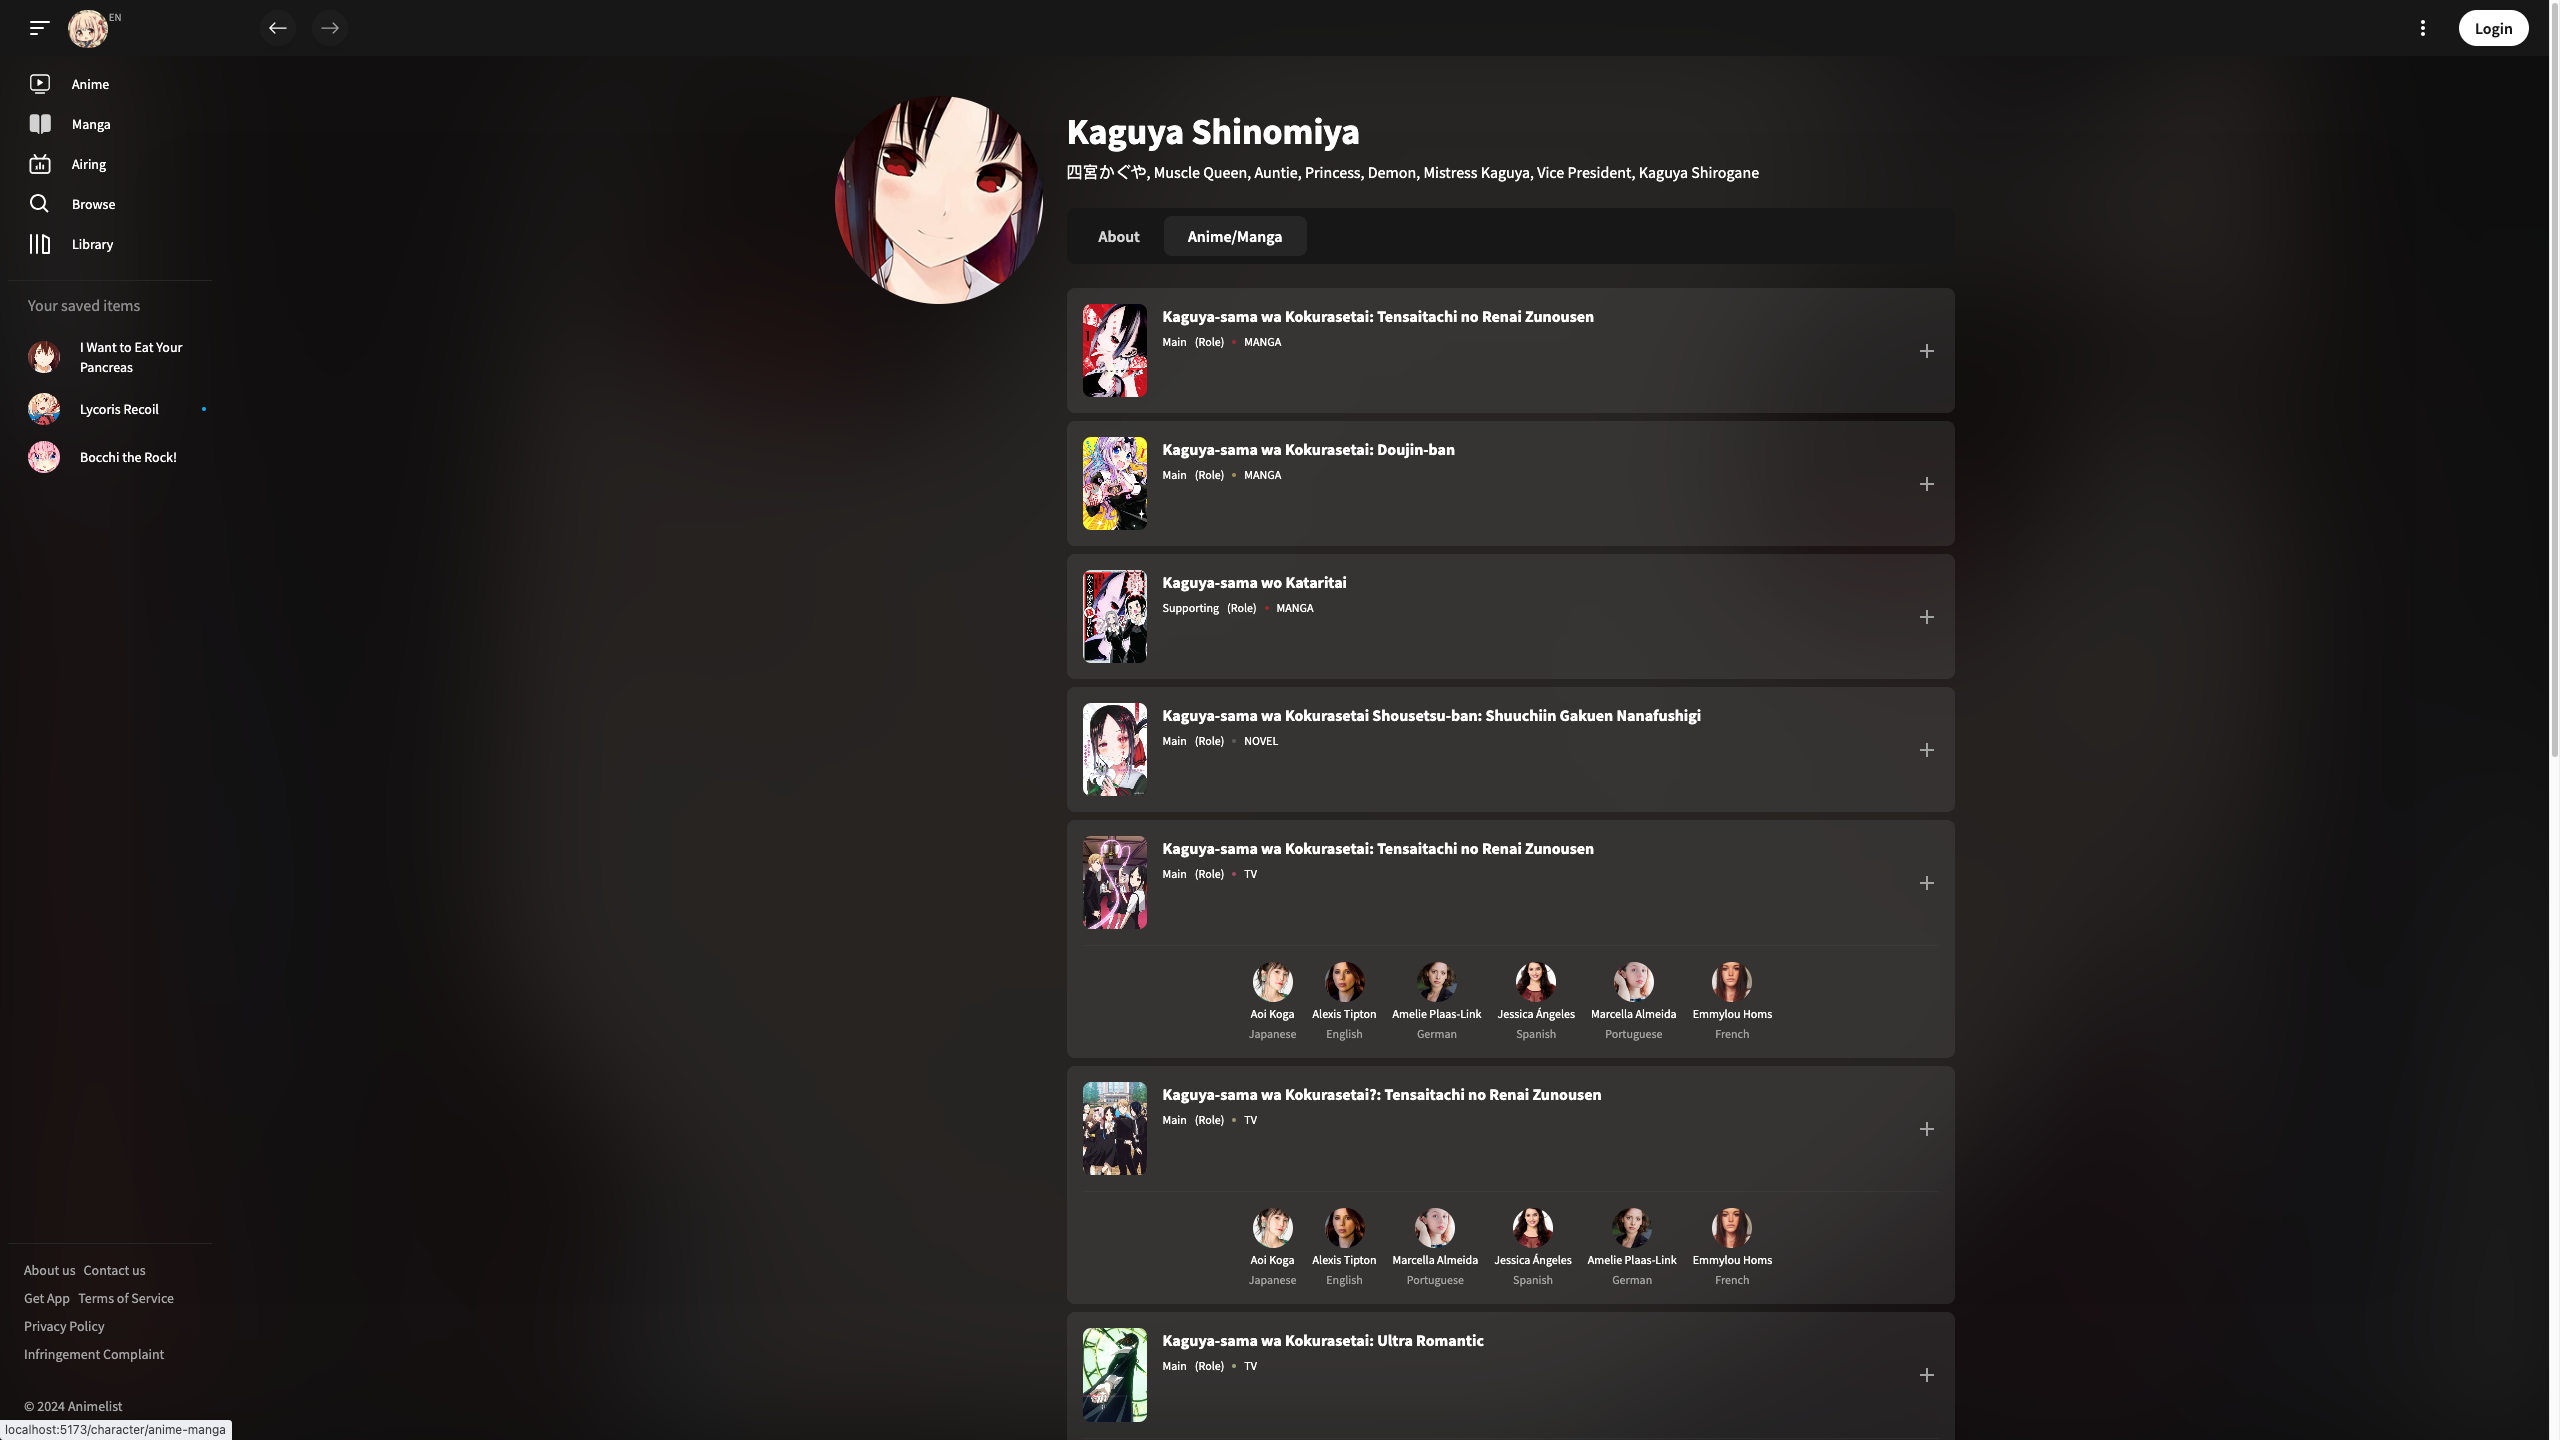 EN
Login
Anime
Manga
Airing
Browse
Library
Your saved items
I Want to Eat Your
Pancreas
Lycoris Recoil
Bocchi the Rock!
Kaguya Shinomiya
四宮かぐや, Muscle Queen, Auntie, Princess, Demon, Mistress Kaguya, Vice President, Kaguya Shirogane
About Anime/Manga
Kaguya-sama wa Kokurasetai: Tensaitachi no Renai Zunousen
Main (Role) • MANGA
Kaguya-sama wa Kokurasetai: Doujin-ban
Main (Role) • MANGA
Kaguya-sama wo Kataritai
Supporting (Role) • MANGA
Kaguya-sama wa Kokurasetai Shousetsu-ban: Shuuchiin Gakuen Nanafushigi
Main (Role) • NOVEL
Kaguya-sama wa Kokurasetai: Tensaitachi no Renai Zunousen
Main (Role) • TV
Aoi Koga Alexis Tipton Amelie Plaas-Link Jessica Ángeles Marcella Almeida Emmylou Homs
Japanese English German Spanish Portuguese French
Kaguya-sama wa Kokurasetai?: Tensaitachi no Renai Zunousen
Main (Role) • TV
Aoi Koga Alexis Tipton Marcella Almeida Jessica Ángeles Amelie Plaas-Link Emmylou Homs
Japanese English Portuguese Spanish German French
Kaguya-sama wa Kokurasetai: Ultra Romantic
Main (Role) • TV
About us Contact us
Get App Terms of Service
Privacy Policy
Infringement Complaint
© 2024 Animelist
localhost:5173/character/anime-manga